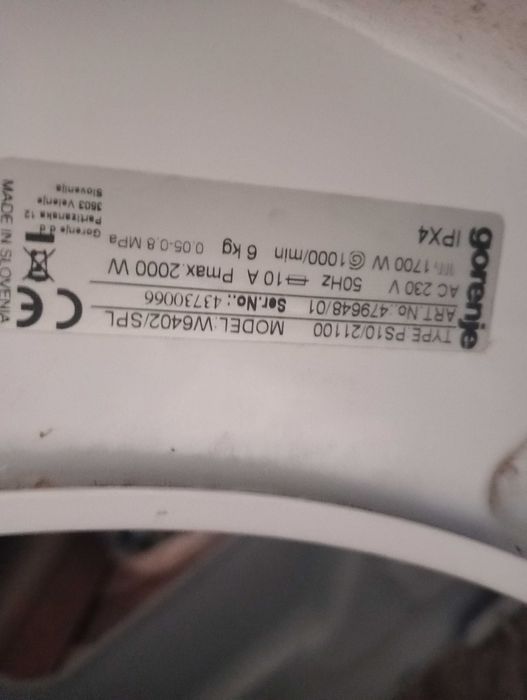 gorenje
TYPE:PS10/21100 MODEL:W6402/SPL
ART.No.:479648/01 Ser.No.: 43730066
AC 230 V 50Hz 10 A Pmax.2000 W
1700 W 1000/min 6 kg 0,05-0,8 MPa
IPX4
Gorenje d.d.
Partizanska 12
3503 Velenje
Slovenija
CE
MADE IN SLOVENIA